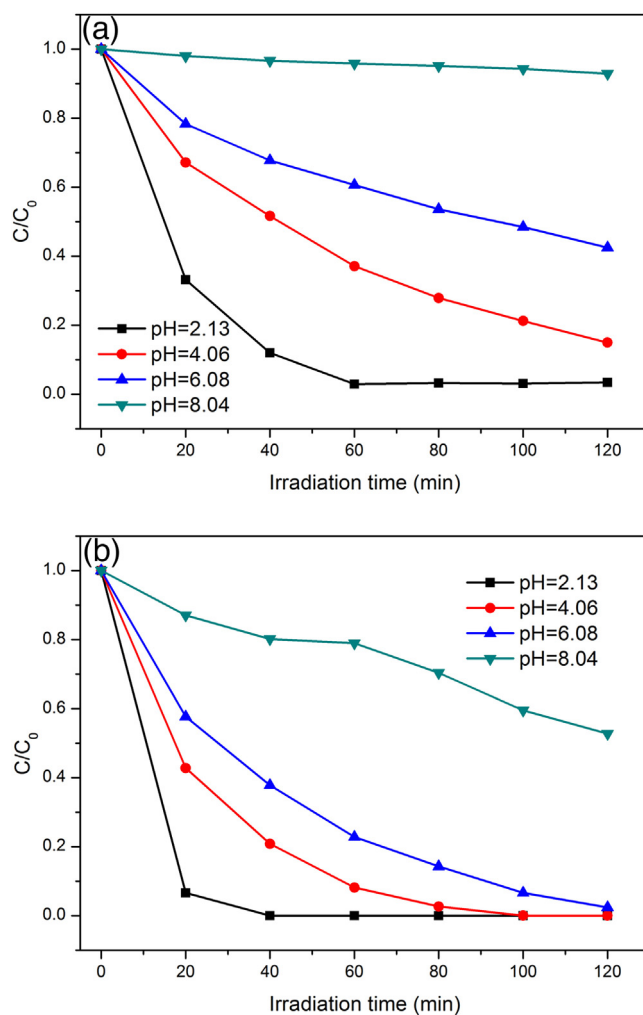 (a)
1.0
0.8
0.6
0.4
0.2
0.0
C/C₀
pH=2.13
pH=4.06
pH=6.08
pH=8.04
0 20 40 60 80 100 120
Irradiation time (min)
(b)
1.0
0.8
0.6
0.4
0.2
0.0
C/C₀
pH=2.13
pH=4.06
pH=6.08
pH=8.04
0 20 40 60 80 100 120
Irradiation time (min)